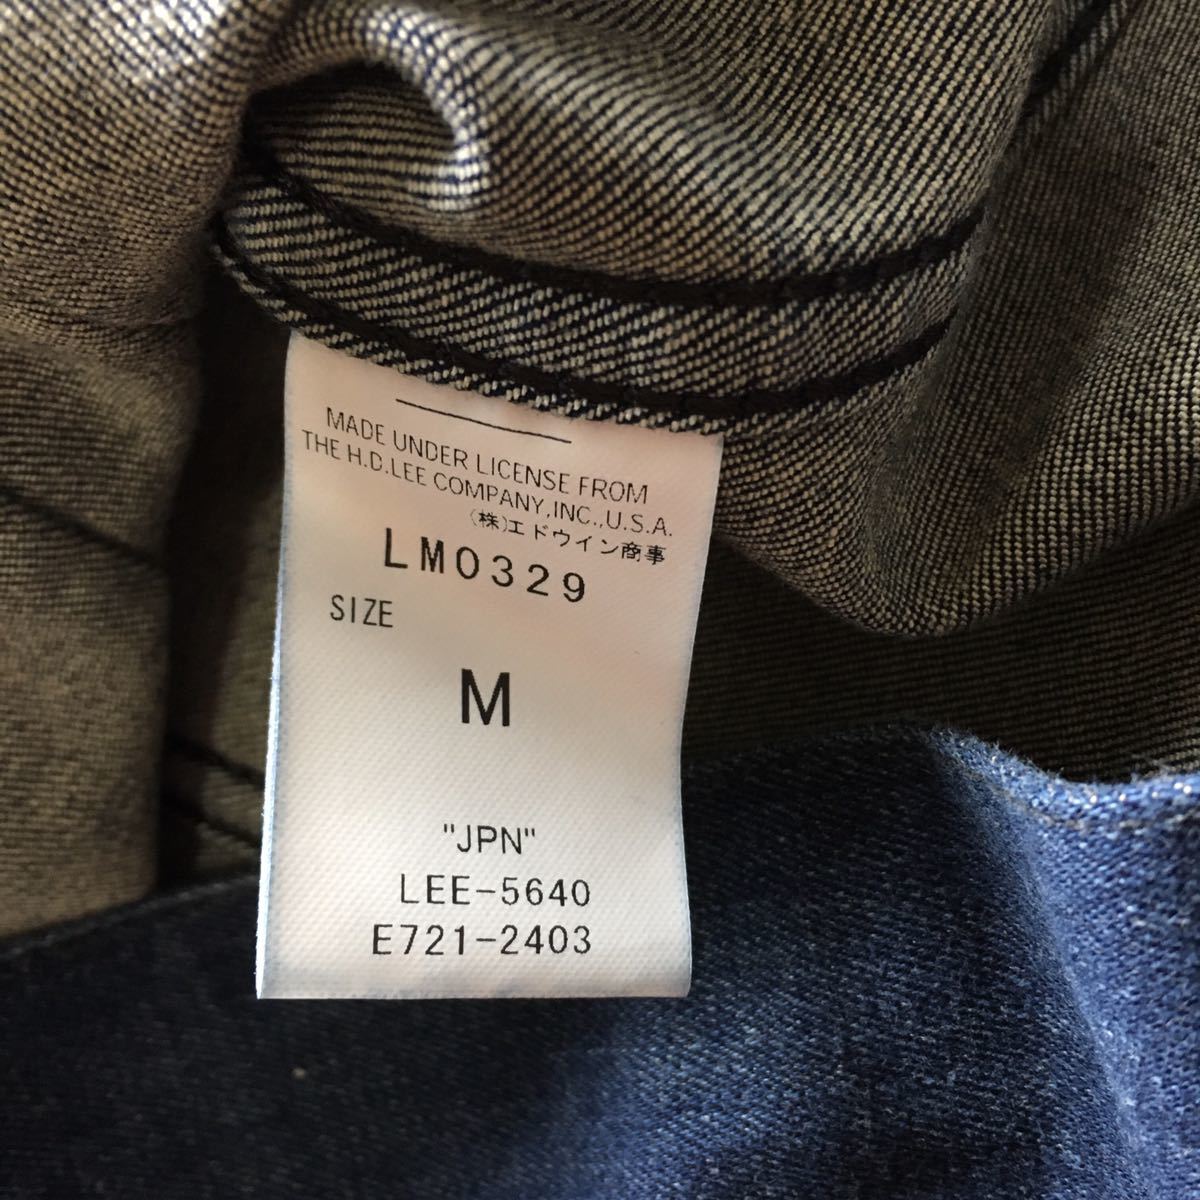 MADE UNDER LICENSE FROM
THE H.D.LEE COMPANY,INC.,U.S.A.
(株)エドウイン商事
LM0329
SIZE
M
"JPN"
LEE-5640
E721-2403